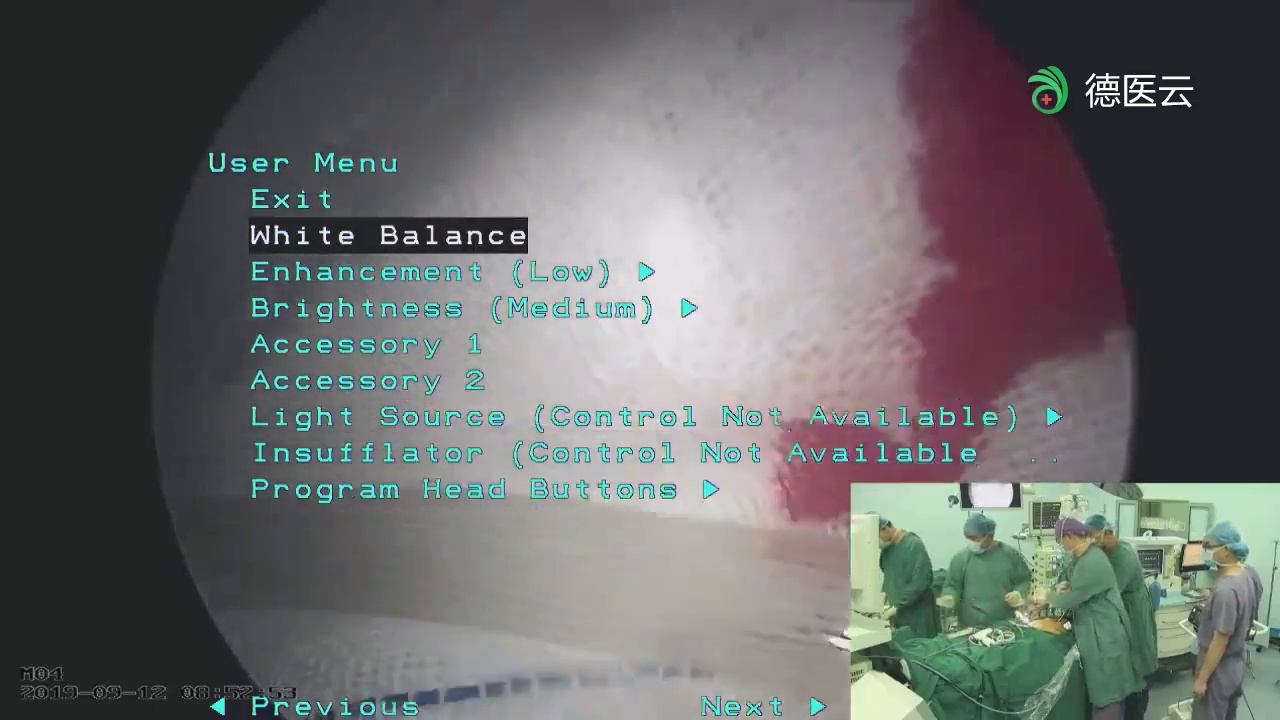 德医云
User Menu
Exit
White Balance
Enhancement (Low) ▶
Brightness (Medium) ▶
Accessory 1
Accessory 2
Light Source (Control Not Available) ▶
Insufflator (Control Not Available ..
Program Head Buttons ▶
M04
2019-09-12 08:52:53
◀ Previous
Next ▶